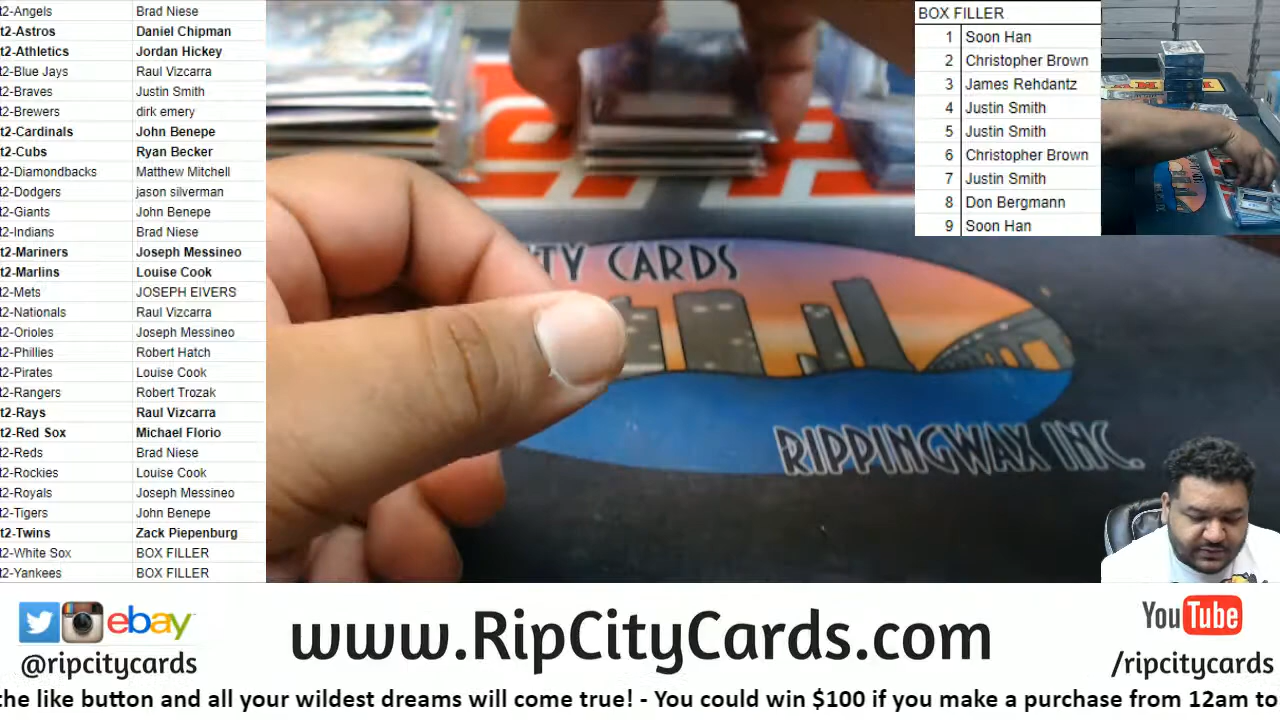 t2-Angels Brad Niese
t2-Astros Daniel Chipman
t2-Athletics Jordan Hickey
t2-Blue Jays Raul Vizcarra
t2-Braves Justin Smith
t2-Brewers dirk emery
t2-Cardinals John Benepe
t2-Cubs Ryan Becker
t2-Diamondbacks Matthew Mitchell
t2-Dodgers jason silverman
t2-Giants John Benepe
t2-Indians Brad Niese
t2-Mariners Joseph Messineo
t2-Marlins Louise Cook
t2-Mets JOSEPH EIVERS
t2-Nationals Raul Vizcarra
t2-Orioles Joseph Messineo
t2-Phillies Robert Hatch
t2-Pirates Louise Cook
t2-Rangers Robert Trozak
t2-Rays Raul Vizcarra
t2-Red Sox Michael Florio
t2-Reds Brad Niese
t2-Rockies Louise Cook
t2-Royals Joseph Messineo
t2-Tigers John Benepe
t2-Twins Zack Piepenburg
t2-White Sox BOX FILLER
t2-Yankees BOX FILLER
BOX FILLER
1 Soon Han
2 Christopher Brown
3 James Rehdantz
4 Justin Smith
5 Justin Smith
6 Christopher Brown
7 Justin Smith
8 Don Bergmann
9 Soon Han
TY CARDS
RIPPINGWAX INC.
ebay
@ripcitycards
www.RipCityCards.com
YouTube
/ripcitycards
the like button and all your wildest dreams will come true! - You could win $100 if you make a purchase from 12am to